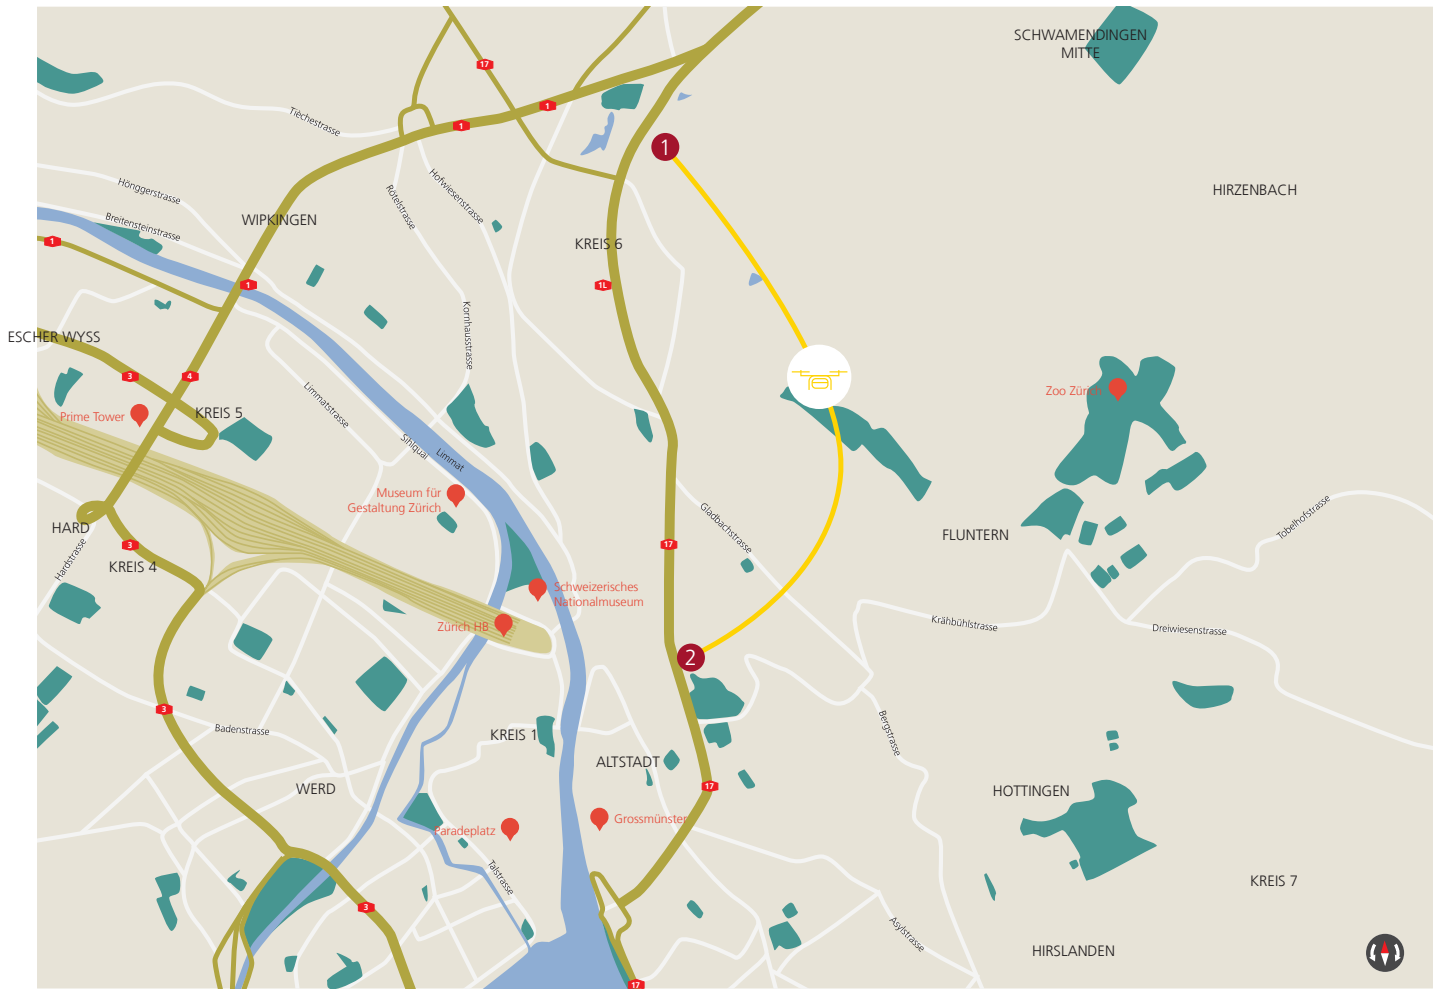 SCHWAMENDINGEN
MITTE
17
1
1
Tièchestrasse
1
Hönggerstrasse
Rötelstrasse
Hofwiesenstrasse
HIRZENBACH
WIPKINGEN
Breitensteinstrasse
1
KREIS 6
1
1L
ESCHER WYSS
Kornhausstrasse
3
4
Limmatstrasse
Prime Tower
KREIS 5
Zoo Zürich
Sihlquai
Limmat
Museum für
Gestaltung Zürich
HARD
Hardstrasse
3
KREIS 4
17
Gladbachstrasse
FLUNTERN
Tobelhofstrasse
Schweizerisches
Nationalmuseum
Zürich HB
Krähbühlstrasse
Dreiwiesenstrasse
2
3
Badenstrasse
KREIS 1
ALTSTADT
Bergstrasse
WERD
17
HOTTINGEN
Paradeplatz
Grossmünster
Talstrasse
3
KREIS 7
Asylstrasse
HIRSLANDEN
17